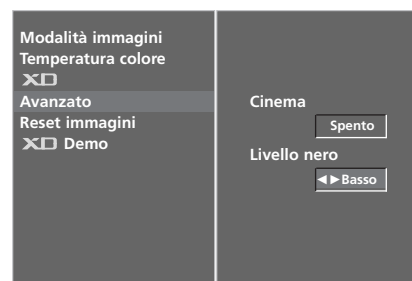 Modalità immagini
Temperatura colore
XD
Avanzato
Reset immagini
XD Demo
Cinema
Spento
Livello nero
◄►Basso